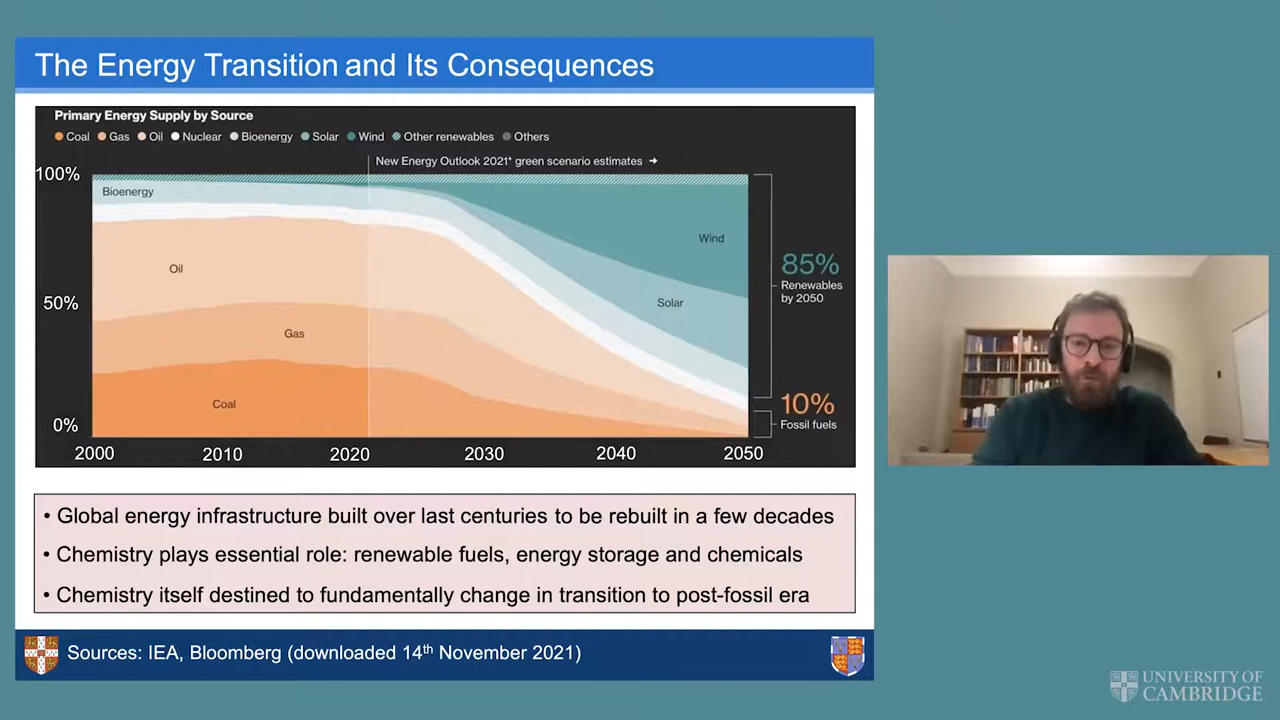 The Energy Transition and Its Consequences
Primary Energy Supply by Source
Coal Gas Oil Nuclear Bioenergy Solar Wind Other renewables Others
New Energy Outlook 2021* green scenario estimates →
100%
50%
0%
Bioenergy
Oil
Gas
Coal
Wind
Solar
85%
Renewables
by 2050
10%
Fossil fuels
2000 2010 2020 2030 2040 2050
• Global energy infrastructure built over last centuries to be rebuilt in a few decades
• Chemistry plays essential role: renewable fuels, energy storage and chemicals
• Chemistry itself destined to fundamentally change in transition to post-fossil era
Sources: IEA, Bloomberg (downloaded 14th November 2021)
UNIVERSITY OF
CAMBRIDGE